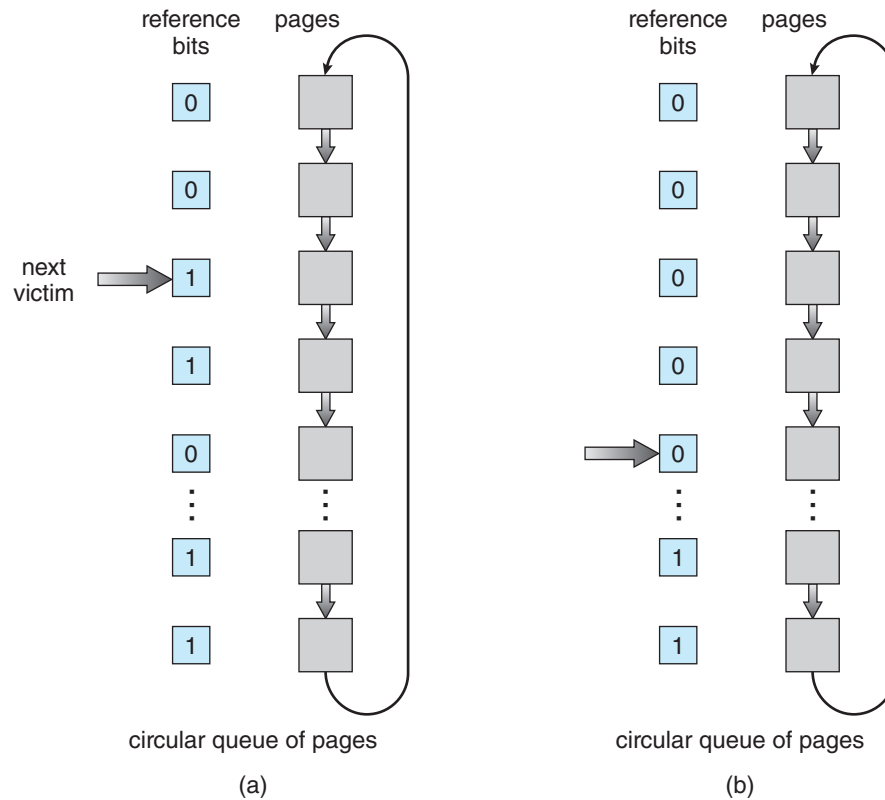 reference bits
pages
0
0
next victim
1
1
0
1
1
circular queue of pages
(a)
reference bits
pages
0
0
0
0
0
1
1
circular queue of pages
(b)